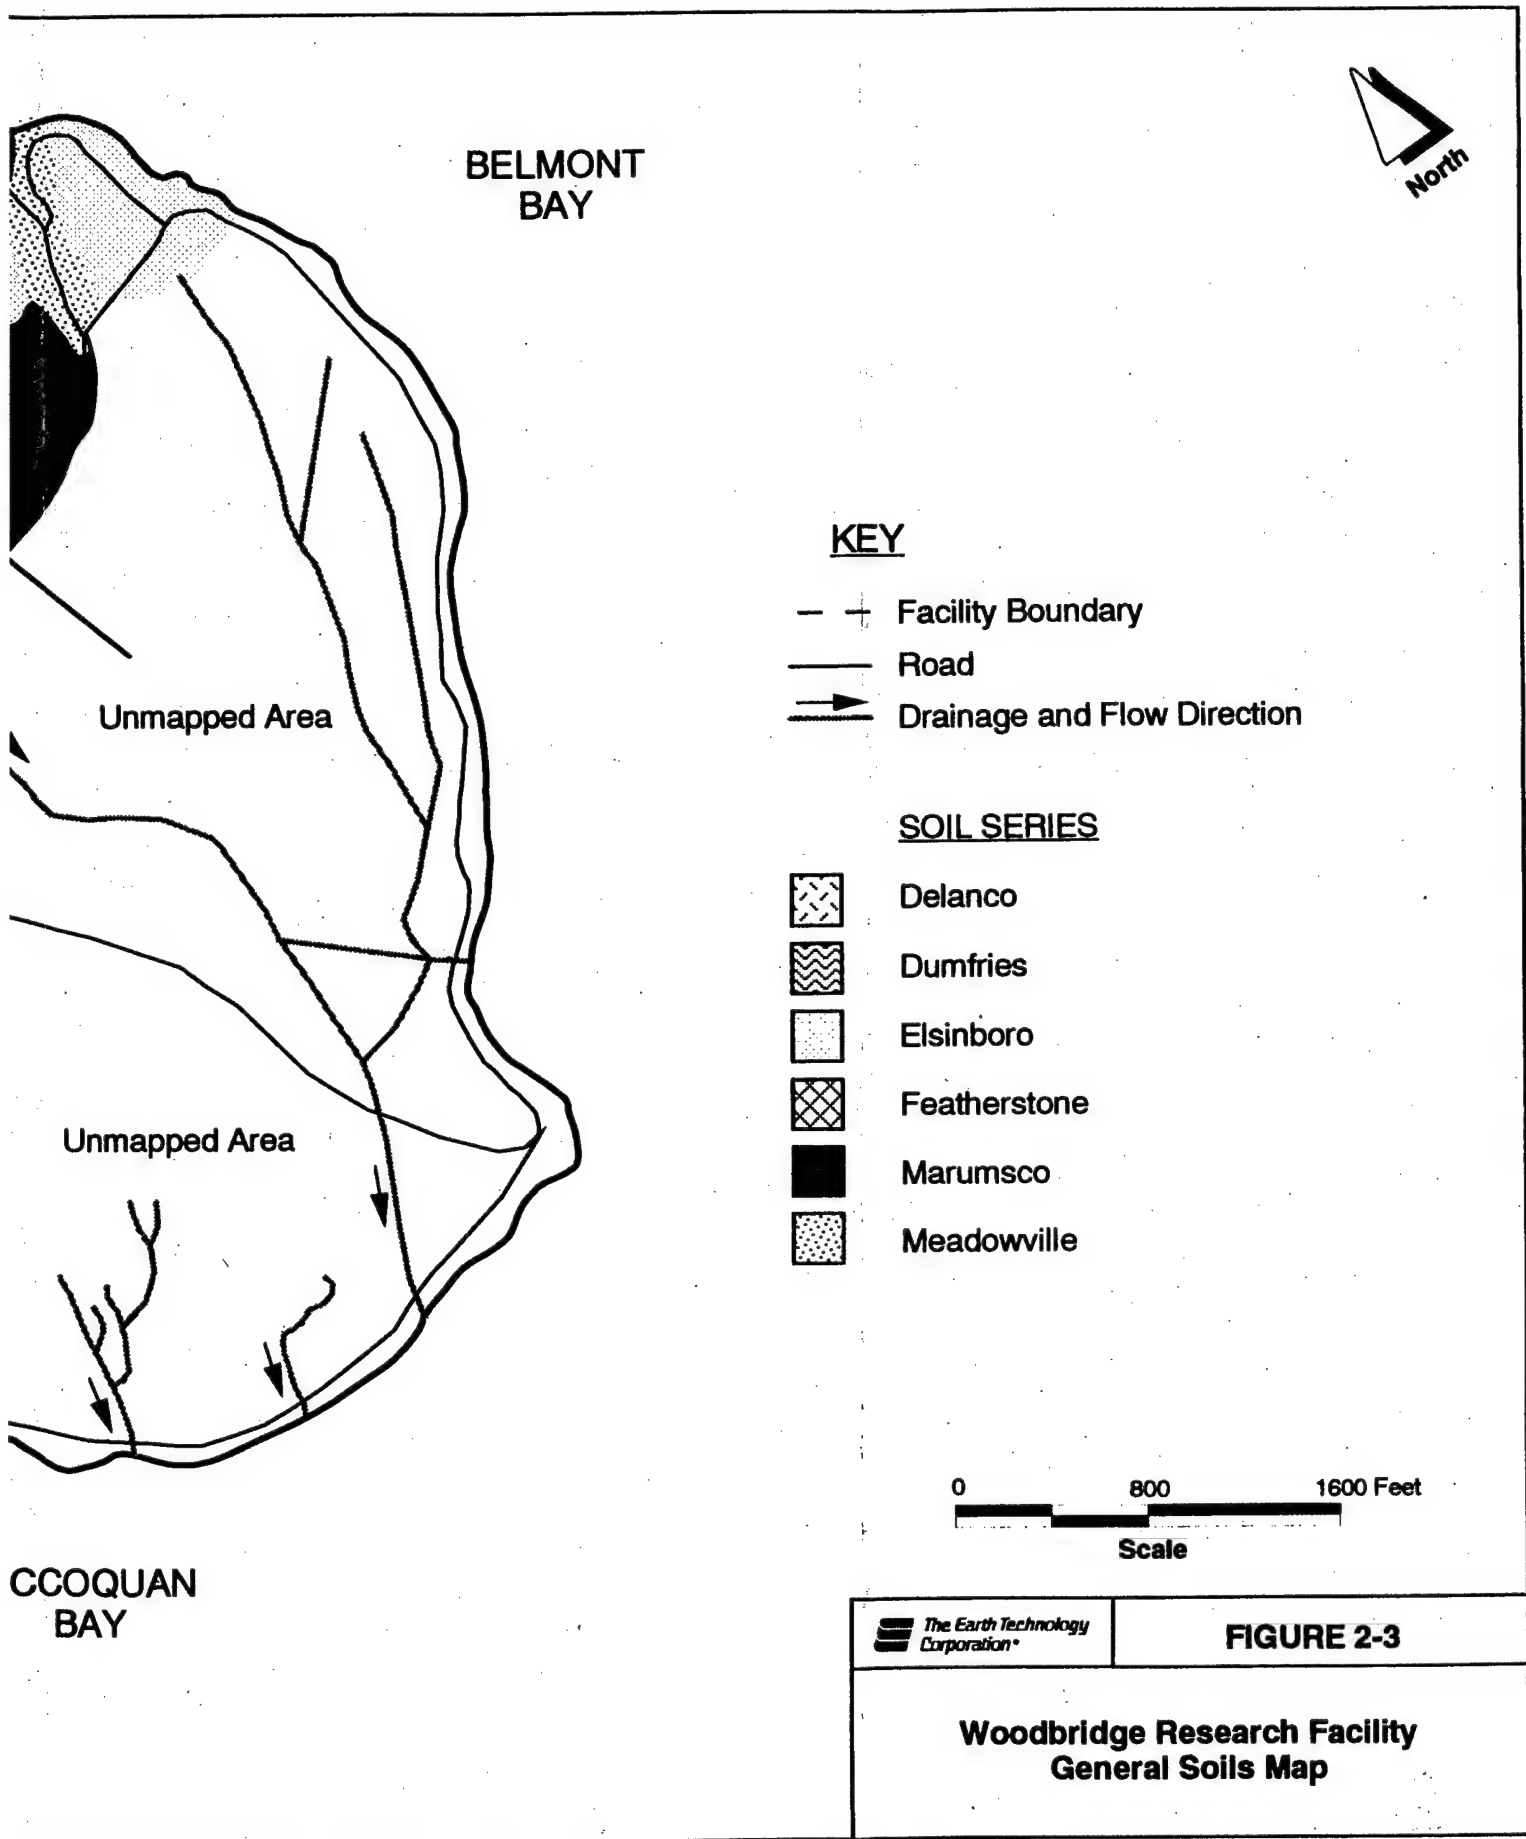 BELMONT
BAY
North
KEY
Facility Boundary
Road
Drainage and Flow Direction
Unmapped Area
SOIL SERIES
Delanco
Dumfries
Elsinboro
Featherstone
Marumsco
Meadowville
Unmapped Area
0 800 1600 Feet
Scale
CCOQUAN
BAY
The Earth Technology
Corporation
FIGURE 2-3
Woodbridge Research Facility
General Soils Map